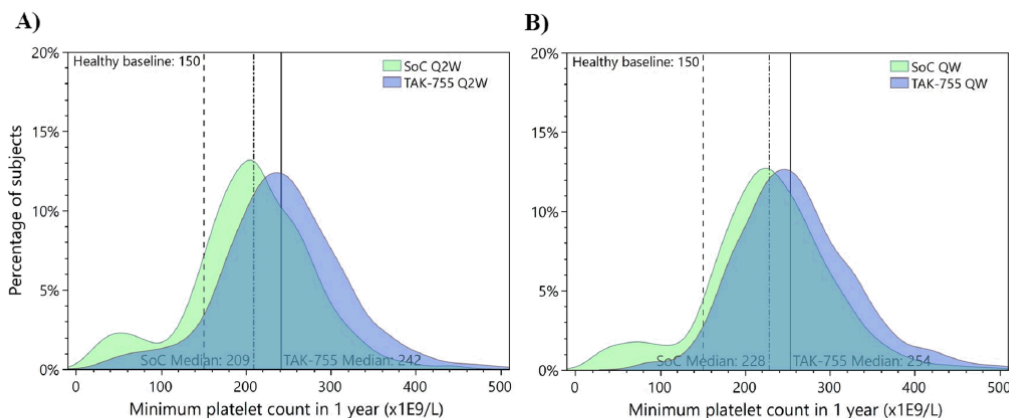 A)
20%
15%
10%
5%
0%
Percentage of subjects
Healthy baseline: 150
SoC Q2W
TAK-755 Q2W
SoC Median: 209
TAK-755 Median: 242
0
100
200
300
400
500
Minimum platelet count in 1 year (x1E9/L)
B)
20%
15%
10%
5%
0%
Healthy baseline: 150
SoC QW
TAK-755 QW
SoC Median: 228
TAK-755 Median: 254
0
100
200
300
400
500
Minimum platelet count in 1 year (x1E9/L)